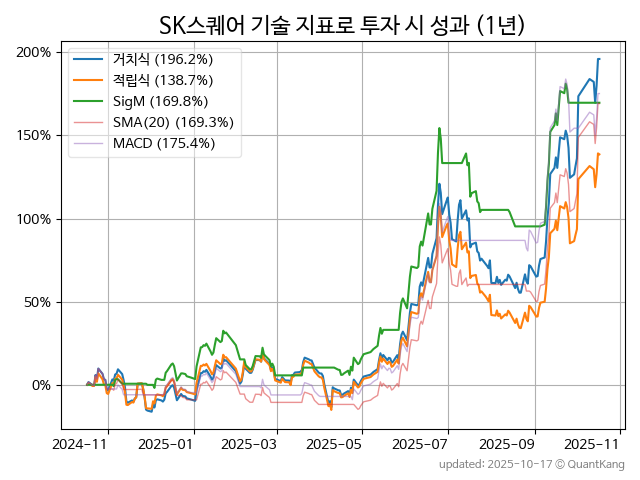 SK스퀘어 기술 지표로 투자 시 성과 (1년)
거치식 (196.2%)
적립식 (138.7%)
SigM (169.8%)
SMA(20) (169.3%)
MACD (175.4%)
200%
150%
100%
50%
0%
2024-11 2025-01 2025-03 2025-05 2025-07 2025-09 2025-11
updated: 2025-10-17 © QuantKang